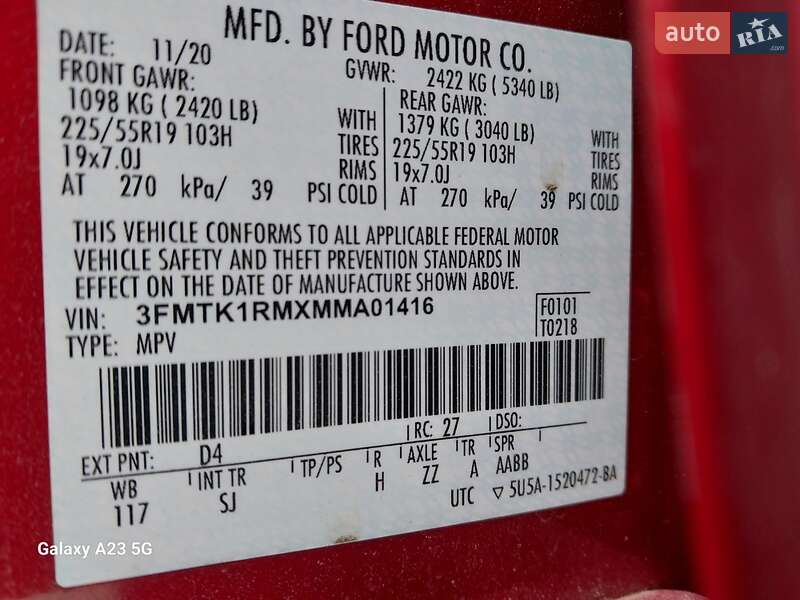 auto RIA
.com
MFD. BY FORD MOTOR CO.
DATE: 11/20
GVWR: 2422 KG ( 5340 LB)
FRONT GAWR:
1098 KG ( 2420 LB)
225/55R19 103H
19x7.0J
WITH
TIRES
RIMS
AT 270 kPa/ 39 PSI COLD
REAR GAWR:
1379 KG ( 3040 LB)
225/55R19 103H
19x7.0J
WITH
TIRES
RIMS
AT 270 kPa/ 39 PSI COLD
THIS VEHICLE CONFORMS TO ALL APPLICABLE FEDERAL MOTOR
VEHICLE SAFETY AND THEFT PREVENTION STANDARDS IN
EFFECT ON THE DATE OF MANUFACTURE SHOWN ABOVE.
VIN: 3FMTK1RMXMMA01416
TYPE: MPV
F0101
T0218
EXT PNT: D4
RC: 27
DSO:
WB
117
INT TR
SJ
TP/PS
R
H
AXLE
ZZ
TR
A
SPR
AABB
UTC ▽ 5U5A-1520472-BA
Galaxy A23 5G